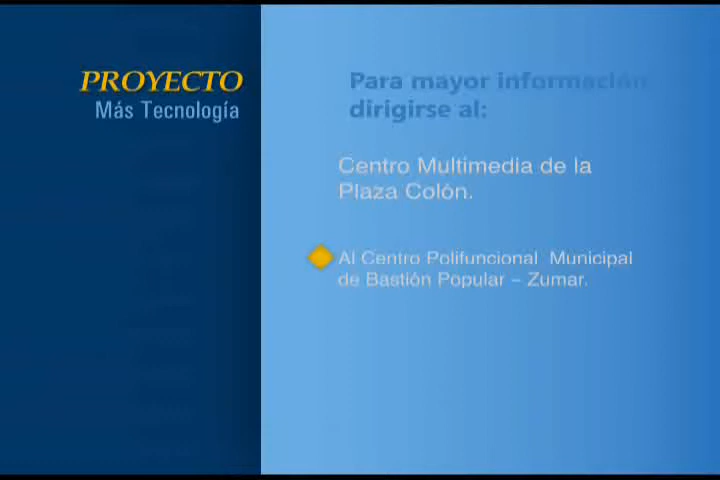 PROYECTO
Más Tecnología
Para mayor información
dirigirse al:
Centro Multimedia de la
Plaza Colón.
Al Centro Polifuncional Municipal
de Bastión Popular – Zumar.